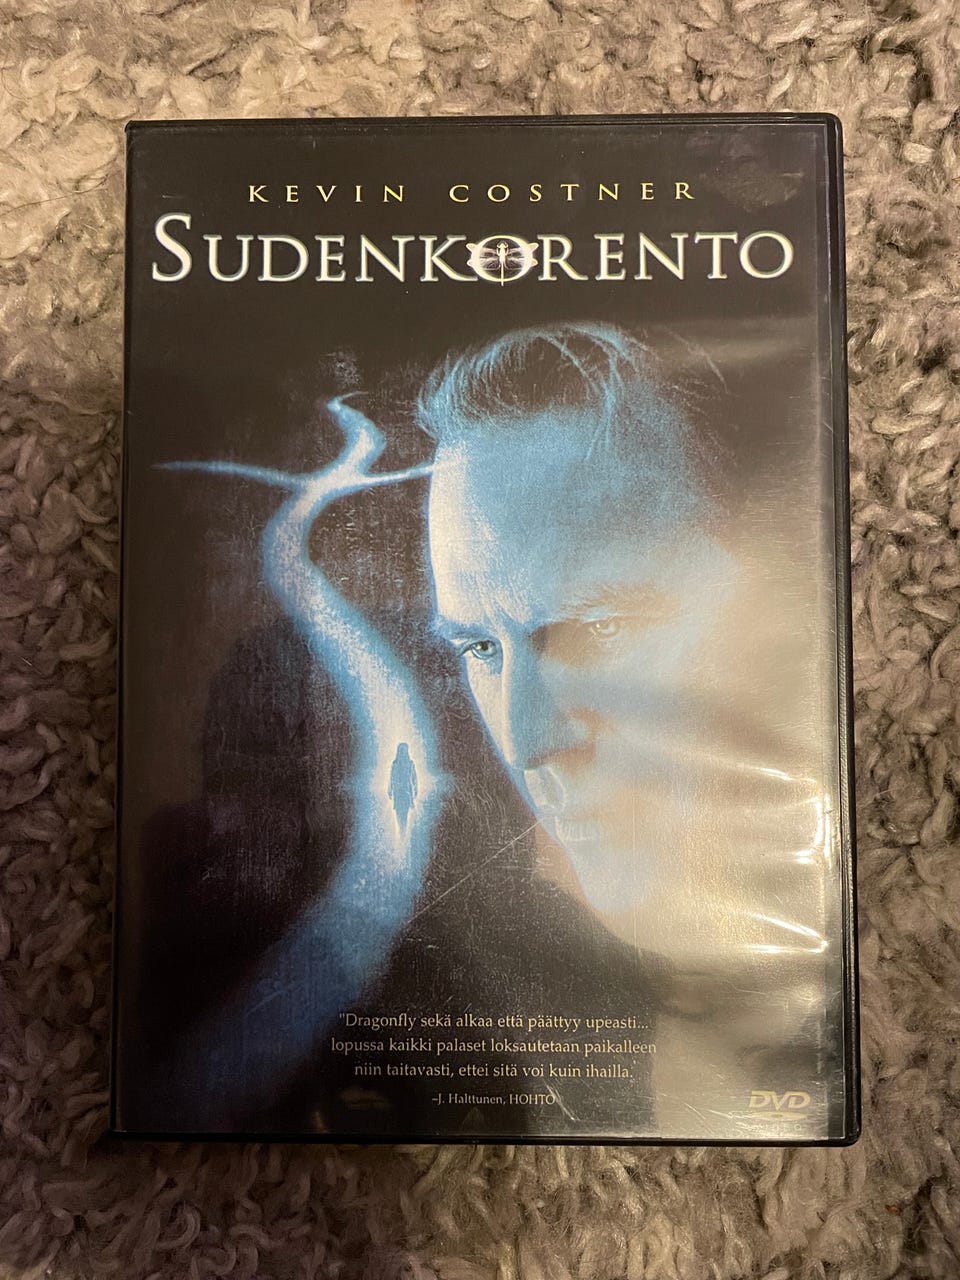 KEVIN COSTNER
SUDENKORENTO
"Dragonfly sekä alkaa että päättyy upeasti...
lopussa kaikki palaset loksautetaan paikalleen
niin taitavasti, ettei sitä voi kuin ihailla."
–J. Halttunen, HOHTO
DVD
VIDEO